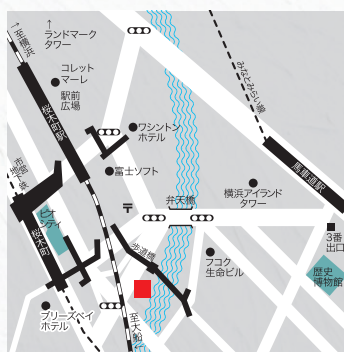 →至横浜
↑
ランドマーク
タワー
コレット
マーレ
駅前
広場
桜木町駅
みなとみらい線
ワシントン
ホテル
富士ソフト
馬車道駅
市営地下鉄
桜木町
ピオ
シティ
〒
弁天橋
横浜アイランド
タワー
歩道橋
フコク
生命ビル
3番
出口
歴史
博物館
ブリーズベイ
ホテル
至大船